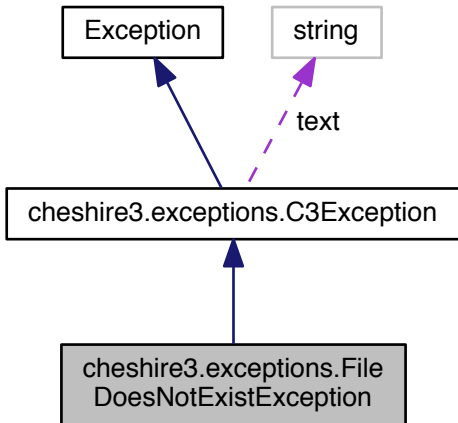 Exception
string
text
cheshire3.exceptions.C3Exception
cheshire3.exceptions.File
DoesNotExistException